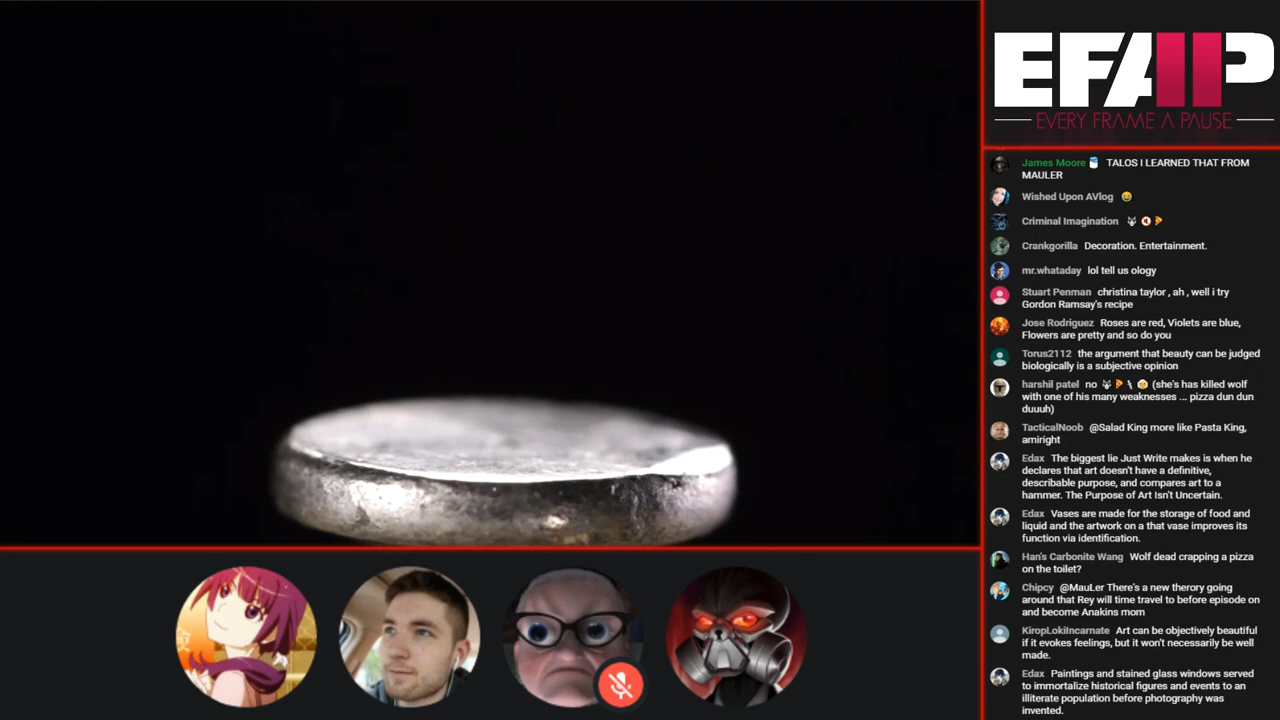 EFAP
EVERY FRAME A PAUSE
James Moore TALOS I LEARNED THAT FROM
MAULER
Wished Upon AVlog
Criminal Imagination
Crankgorilla Decoration. Entertainment.
mr.whataday lol tell us ology
Stuart Penman christina taylor , ah , well i try
Gordon Ramsay's recipe
Jose Rodriguez Roses are red, Violets are blue,
Flowers are pretty and so do you
Torus2112 the argument that beauty can be judged
biologically is a subjective opinion
harshil patel no (she's has killed wolf
with one of his many weaknesses ... pizza dun dun
duuuh)
TacticalNoob @Salad King more like Pasta King,
amiright
Edax The biggest lie Just Write makes is when he
declares that art doesn't have a definitive,
describable purpose, and compares art to a
hammer. The Purpose of Art Isn't Uncertain.
Edax Vases are made for the storage of food and
liquid and the artwork on a that vase improves its
function via identification.
Han's Carbonite Wang Wolf dead crapping a pizza
on the toilet?
Chipcy @MauLer There's a new therory going
around that Rey will time travel to before episode on
and become Anakins mom
KiropLokiIncarnate Art can be objectively beautiful
if it evokes feelings, but it won't necessarily be well
made.
Edax Paintings and stained glass windows served
to immortalize historical figures and events to an
illiterate population before photography was
invented.